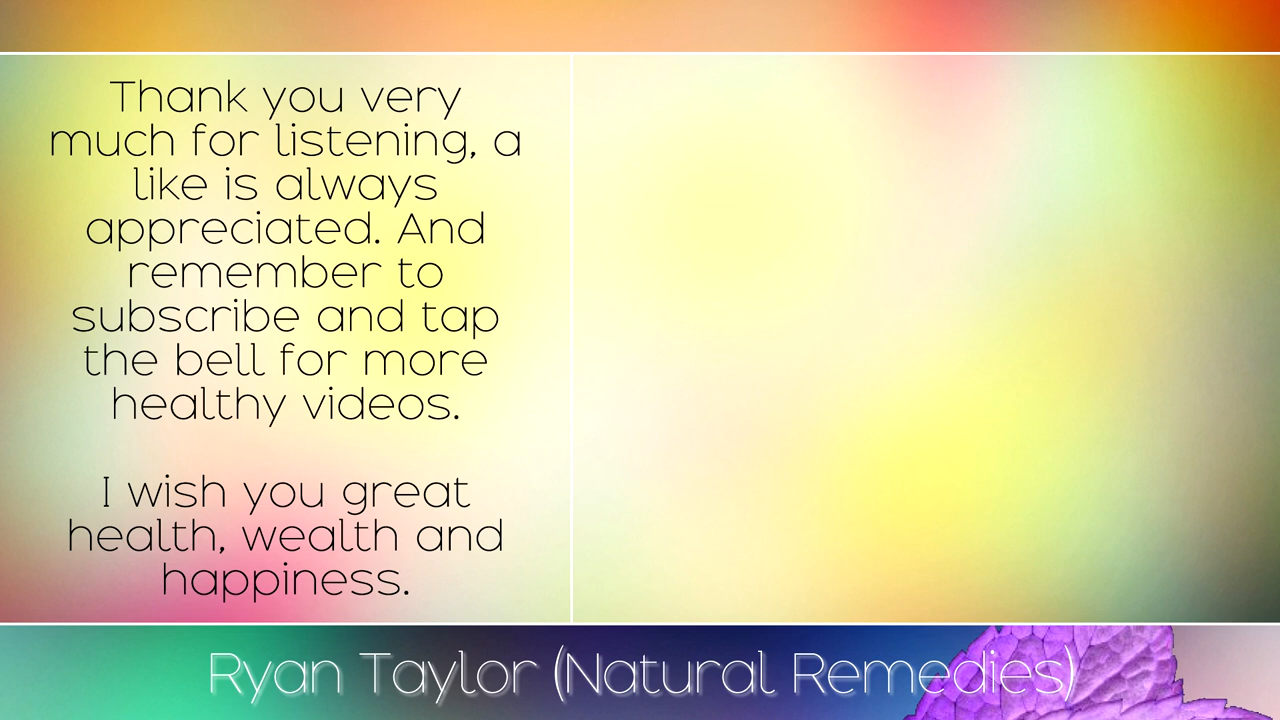 Thank you very
much for listening, a
like is always
appreciated. And
remember to
subscribe and tap
the bell for more
healthy videos.
I wish you great
health, wealth and
happiness.
Ryan Taylor (Natural Remedies)